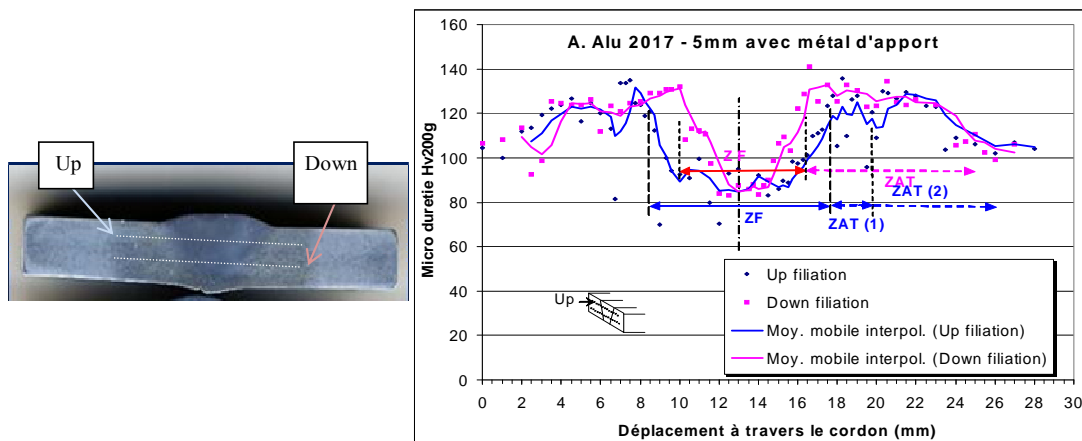 Up
Down
A. Alu 2017 - 5mm avec métal d'apport
Micro duretie Hv200g
160
140
120
100
80
60
40
20
0
Z F
ZAT
ZAT (2)
ZF
ZAT (1)
Up
Up filiation
Down filiation
Moy. mobile interpol. (Up filiation)
Moy. mobile interpol. (Down filiation)
0 2 4 6 8 10 12 14 16 18 20 22 24 26 28 30
Déplacement à travers le cordon (mm)